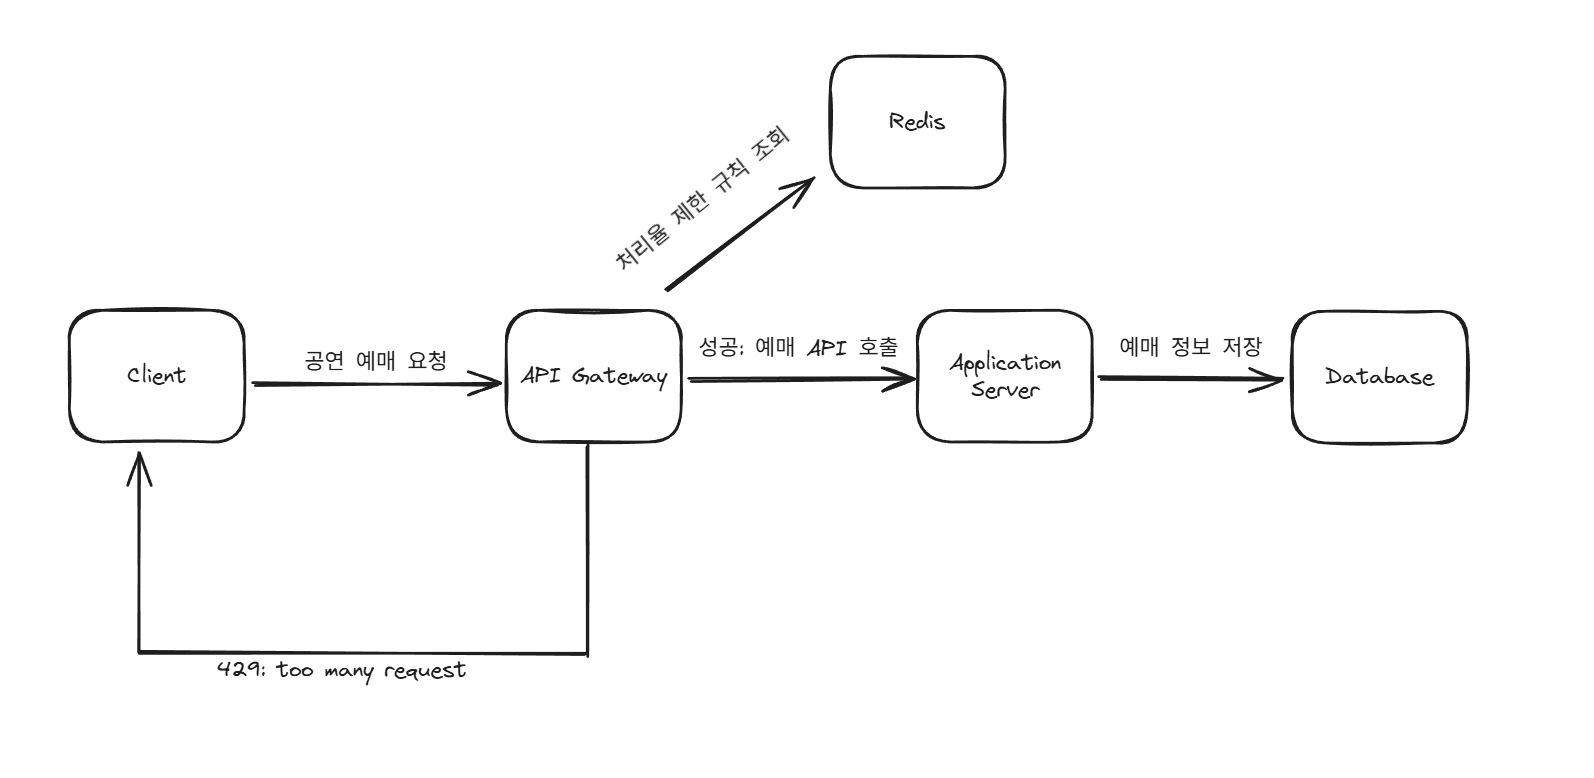 Redis
처리율 제한 규칙 조회
Client
공연 예매 요청
API Gateway
성공: 예매 API 호출
Application
Server
예매 정보 저장
Database
429: too many request